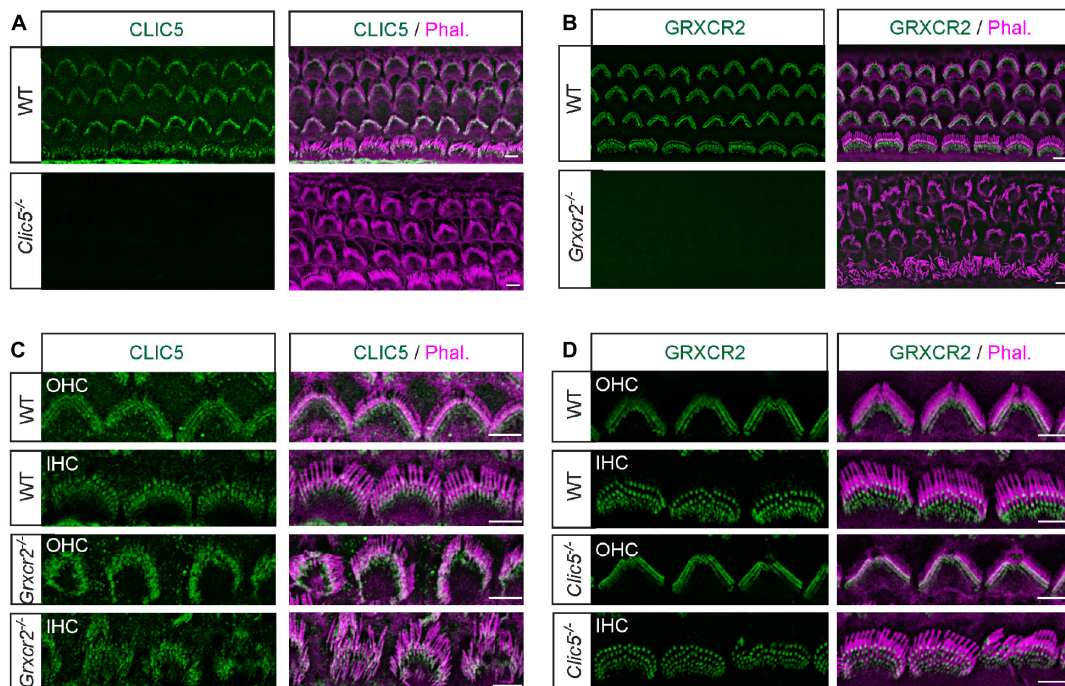 A
CLIC5
CLIC5 / Phal.
WT
Clic5-/-
B
GRXCR2
GRXCR2 / Phal.
WT
Grxcr2-/-
C
CLIC5
CLIC5 / Phal.
WT
OHC
WT
IHC
Grxcr2-/-
OHC
Grxcr2-/-
IHC
D
GRXCR2
GRXCR2 / Phal.
WT
OHC
WT
IHC
Clic5-/-
OHC
Clic5-/-
IHC